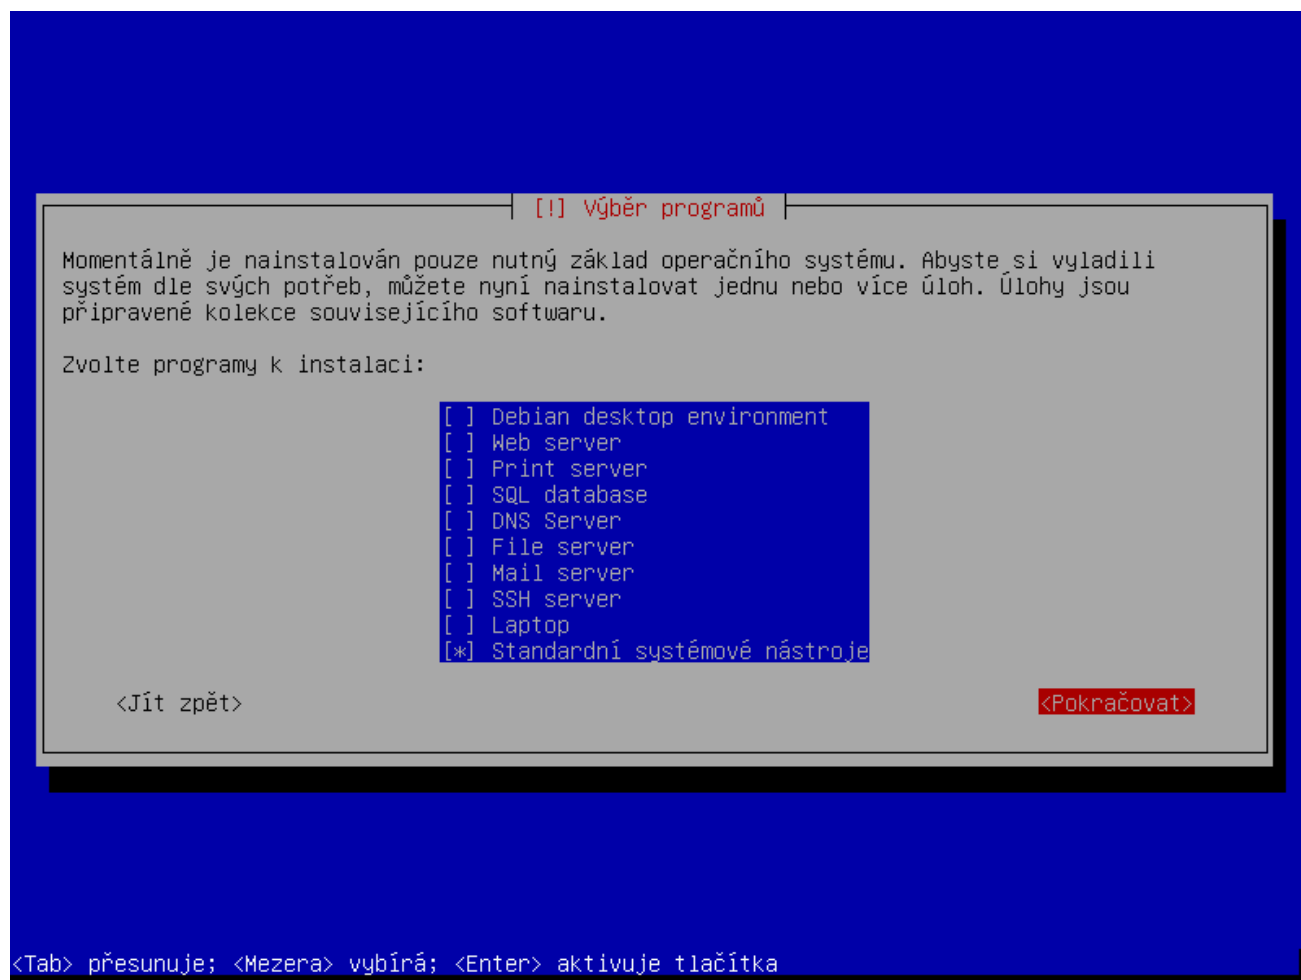 [!] Výběr programů
Momentálně je nainstalován pouze nutný základ operačního systému. Abyste si vyladili
systém dle svých potřeb, můžete nyní nainstalovat jednu nebo více úloh. Úlohy jsou
připravené kolekce souvisejícího softwaru.
Zvolte programy k instalaci:
[ ] Debian desktop environment
[ ] Web server
[ ] Print server
[ ] SQL database
[ ] DNS Server
[ ] File server
[ ] Mail server
[ ] SSH server
[ ] Laptop
[*] Standardní systémové nástroje
<Jít zpět> <Pokračovat>
<Tab> přesunuje; <Mezera> vybírá; <Enter> aktivuje tlačítka